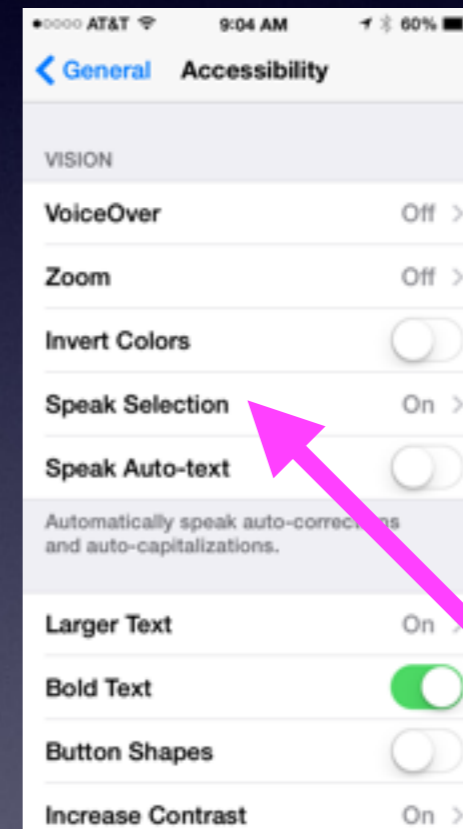 AT&T 9:04 AM 60%
General Accessibility
VISION
VoiceOver Off
Zoom Off
Invert Colors
Speak Selection On
Speak Auto-text
Automatically speak auto-corrections
and auto-capitalizations.
Larger Text On
Bold Text
Button Shapes
Increase Contrast On